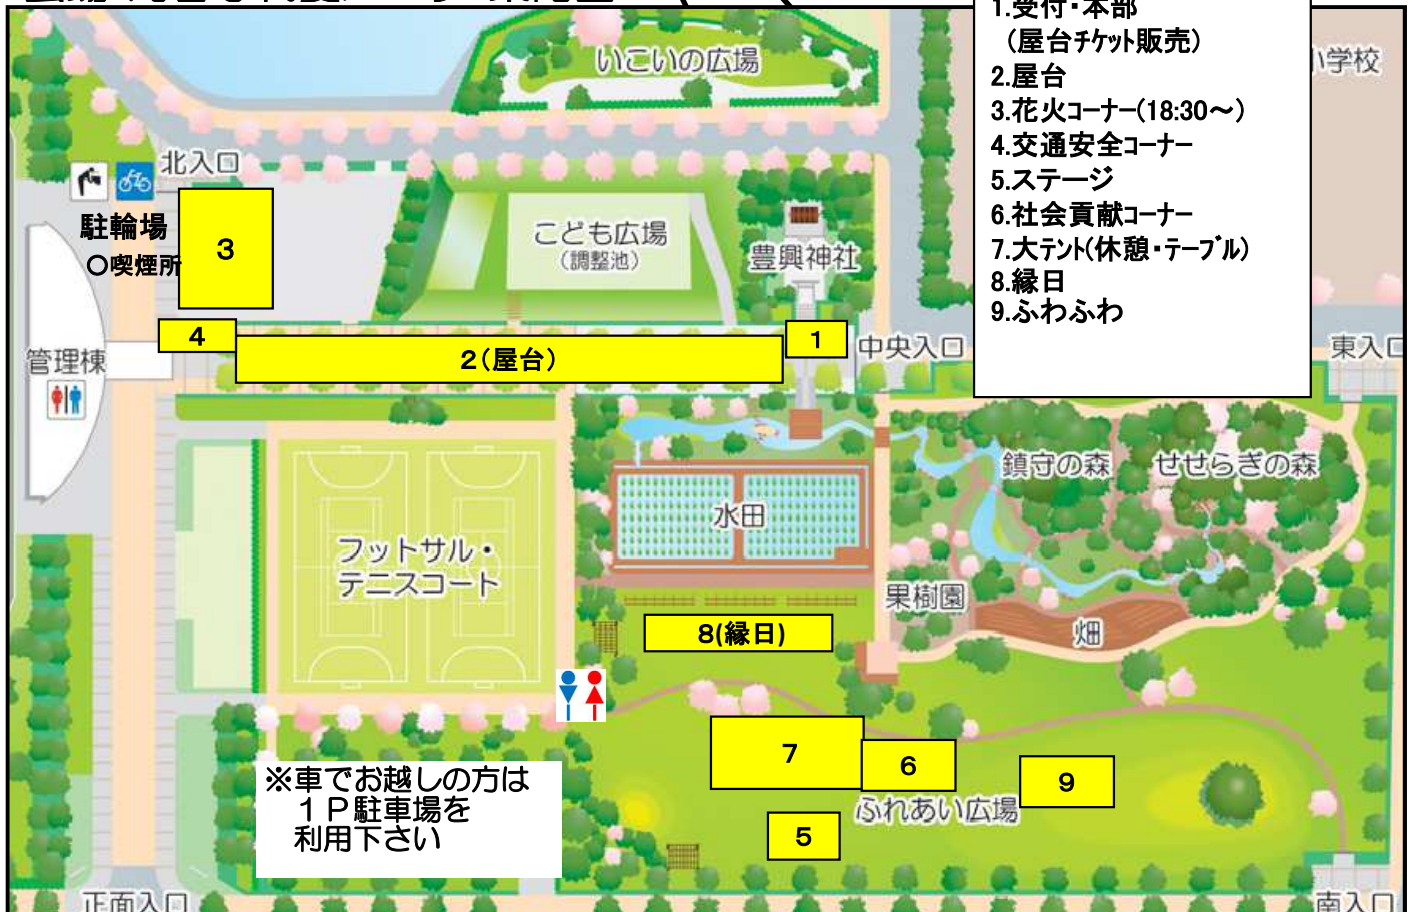 1.受付・本部
(屋台チケット販売)
2.屋台
3.花火コーナー(18:30～)
4.交通安全コーナー
5.ステージ
6.社会貢献コーナー
7.大テント(休憩・テーブル)
8.縁日
9.ふわふわ
小学校
いこいの広場
北入口
駐輪場
○喫煙所
3
こども広場
(調整池)
豊興神社
4
2(屋台)
1
中央入口
東入口
管理棟
鎮守の森
せせらぎの森
水田
フットサル・
テニスコート
果樹園
畑
8(縁日)
7
6
9
ふれあい広場
5
※車でお越しの方は
1P駐車場を
利用下さい
正面入口
南入口